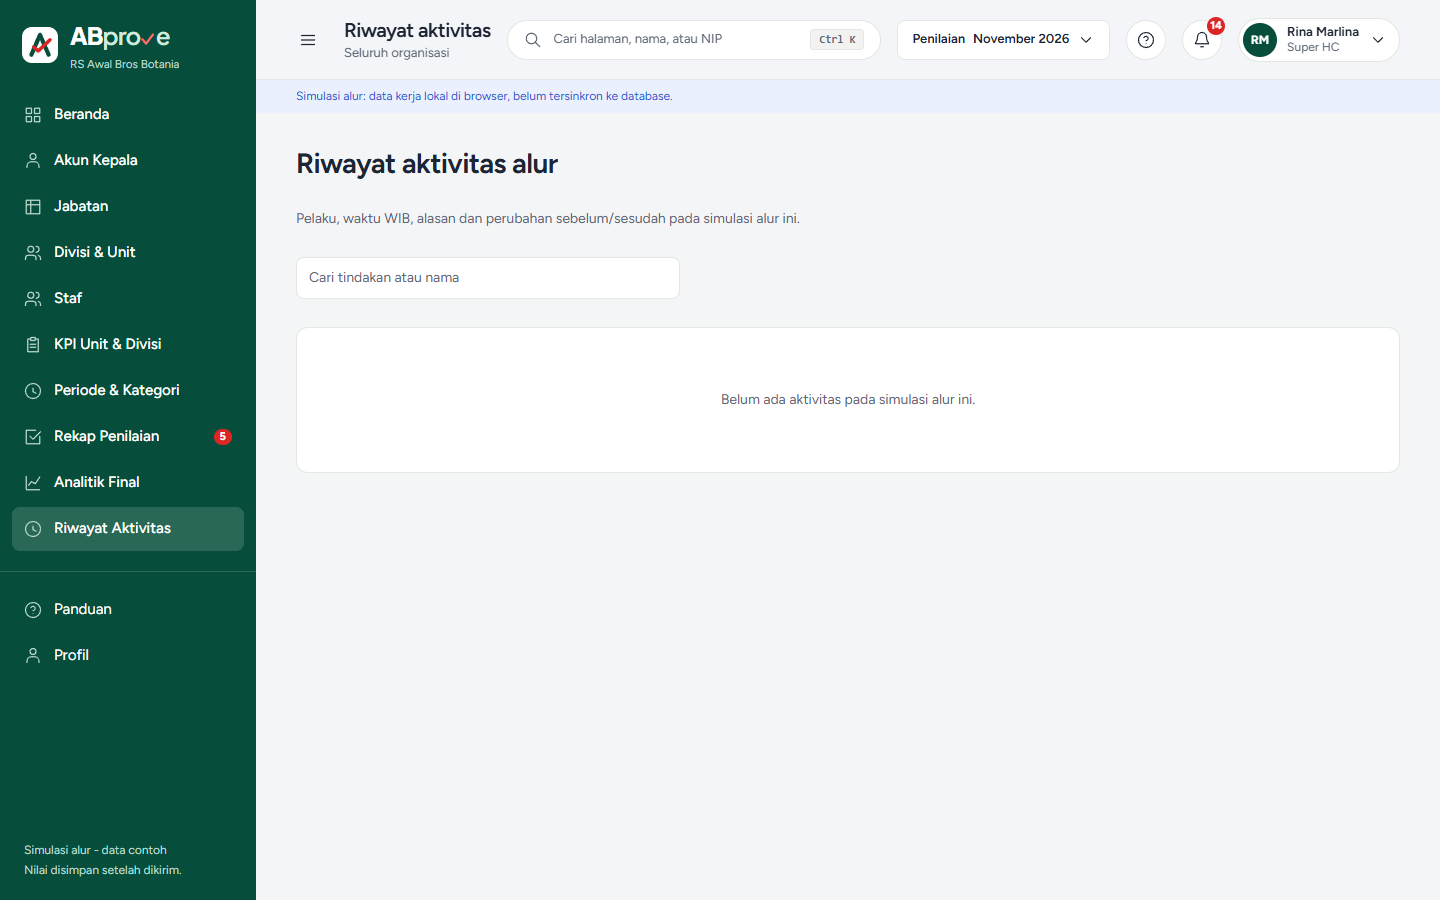 ABprove
RS Awal Bros Botania
Beranda
Akun Kepala
Jabatan
Divisi & Unit
Staf
KPI Unit & Divisi
Periode & Kategori
Rekap Penilaian 5
Analitik Final
Riwayat Aktivitas
Panduan
Profil
Simulasi alur - data contoh
Nilai disimpan setelah dikirim.
Riwayat aktivitas
Seluruh organisasi
Cari halaman, nama, atau NIP Ctrl K
Penilaian November 2026
14
RM
Rina Marlina
Super HC
Simulasi alur: data kerja lokal di browser, belum tersinkron ke database.
Riwayat aktivitas alur
Pelaku, waktu WIB, alasan dan perubahan sebelum/sesudah pada simulasi alur ini.
Cari tindakan atau nama
Belum ada aktivitas pada simulasi alur ini.